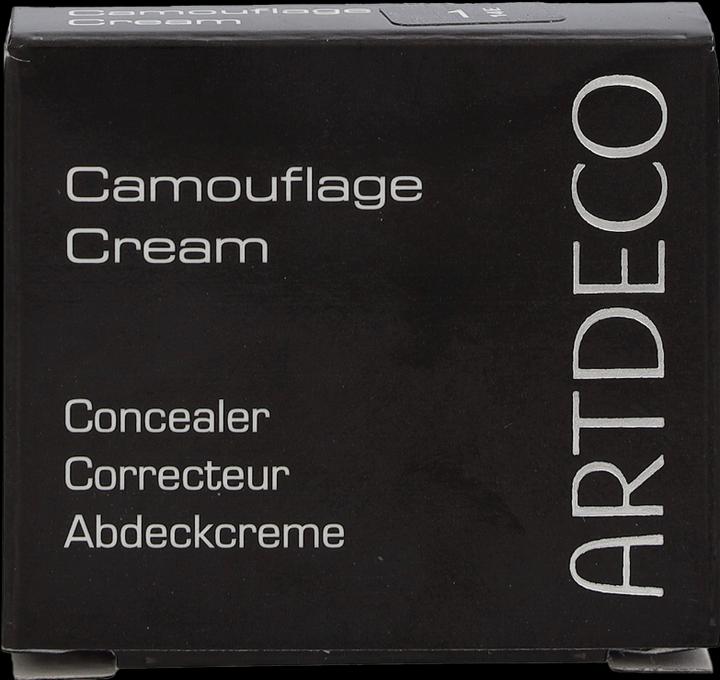 Camouflage
Cream
1
Camouflage
Cream
Concealer
Correcteur
Abdeckcreme
ARTDECO